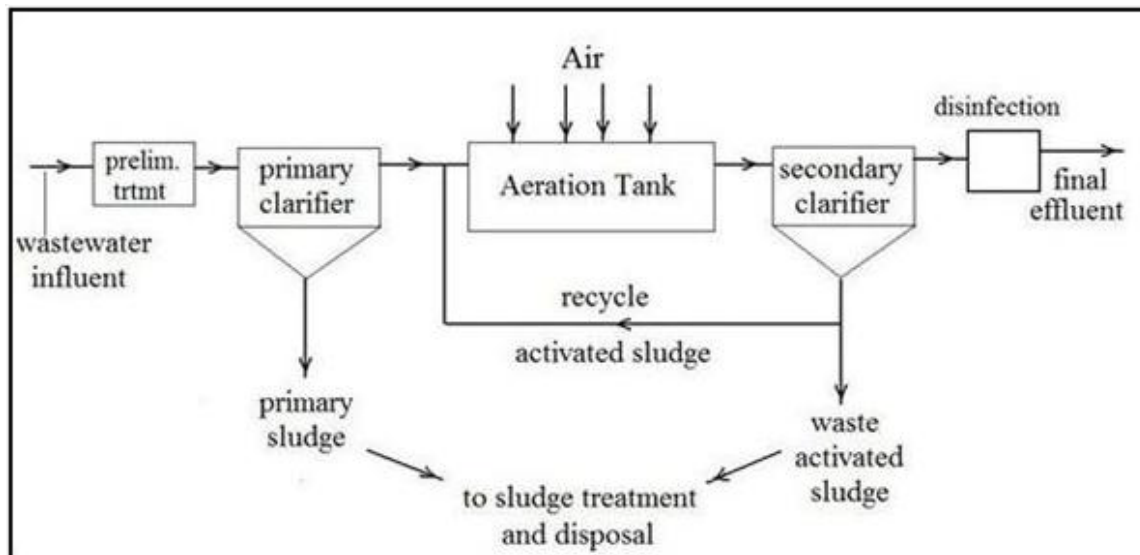 Air
disinfection
prelim.
trtmt
primary
clarifier
Aeration Tank
secondary
clarifier
final
effluent
wastewater
influent
recycle
activated sludge
primary
sludge
waste
activated
sludge
to sludge treatment
and disposal